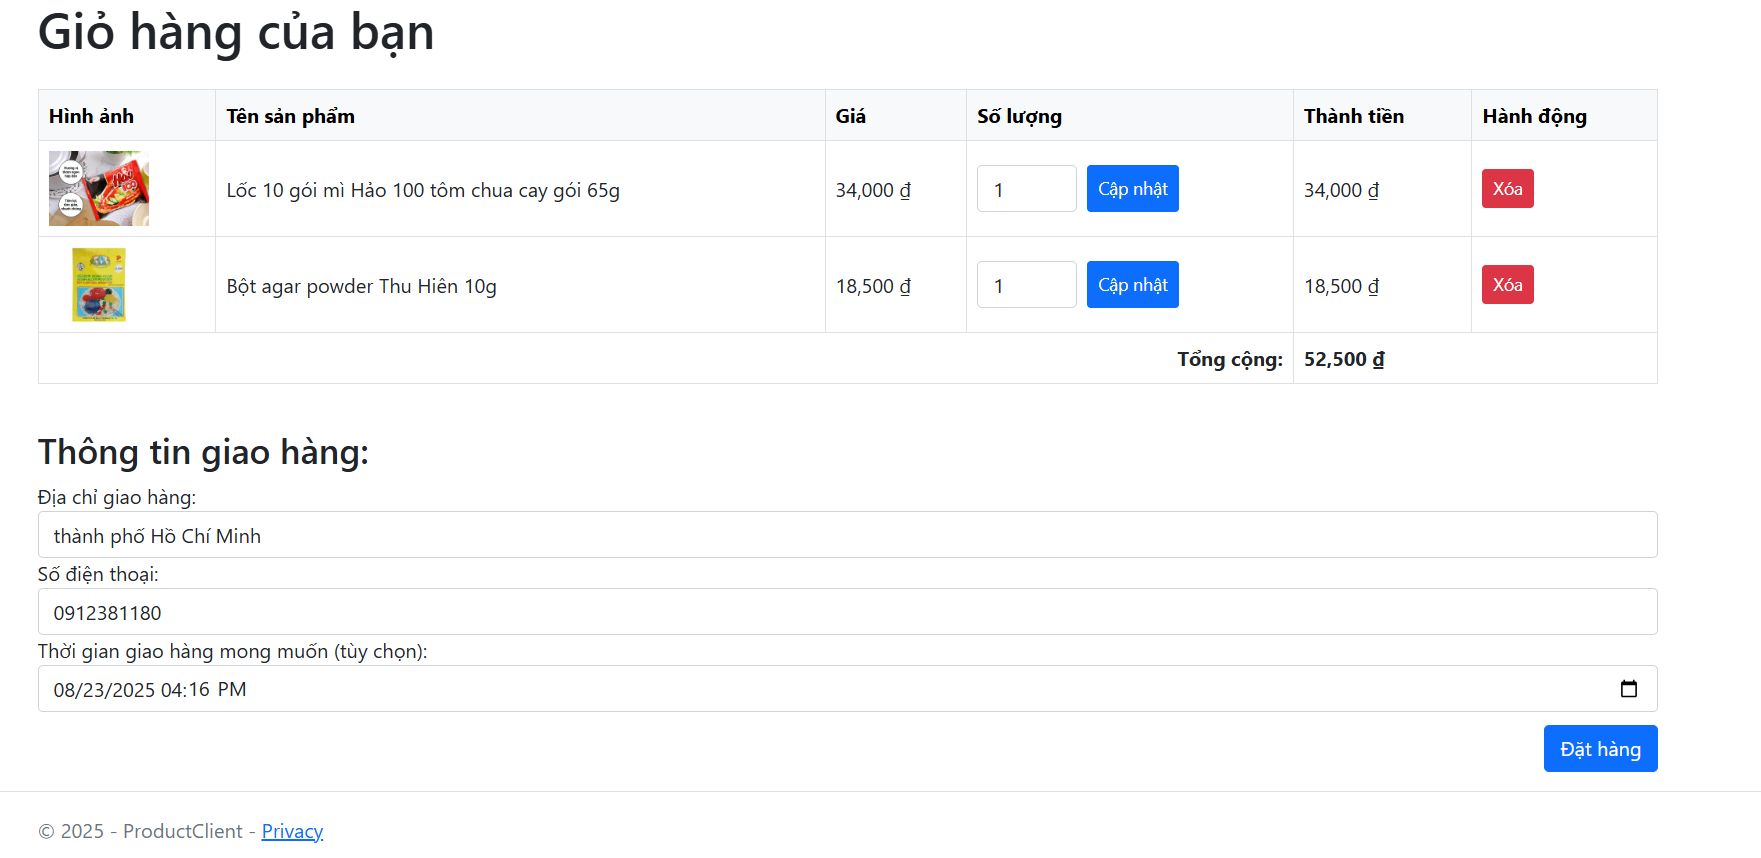 Giỏ hàng của bạn
Hình ảnh Tên sản phẩm Giá Số lượng Thành tiền Hành động
Lốc 10 gói mì Hảo 100 tôm chua cay gói 65g 34,000 ₫ 1 Cập nhật 34,000 ₫ Xóa
Bột agar powder Thu Hiên 10g 18,500 ₫ 1 Cập nhật 18,500 ₫ Xóa
Tổng cộng: 52,500 ₫
Thông tin giao hàng:
Địa chỉ giao hàng:
thành phố Hồ Chí Minh
Số điện thoại:
0912381180
Thời gian giao hàng mong muốn (tùy chọn):
08/23/2025 04:16 PM
Đặt hàng
© 2025 - ProductClient - Privacy